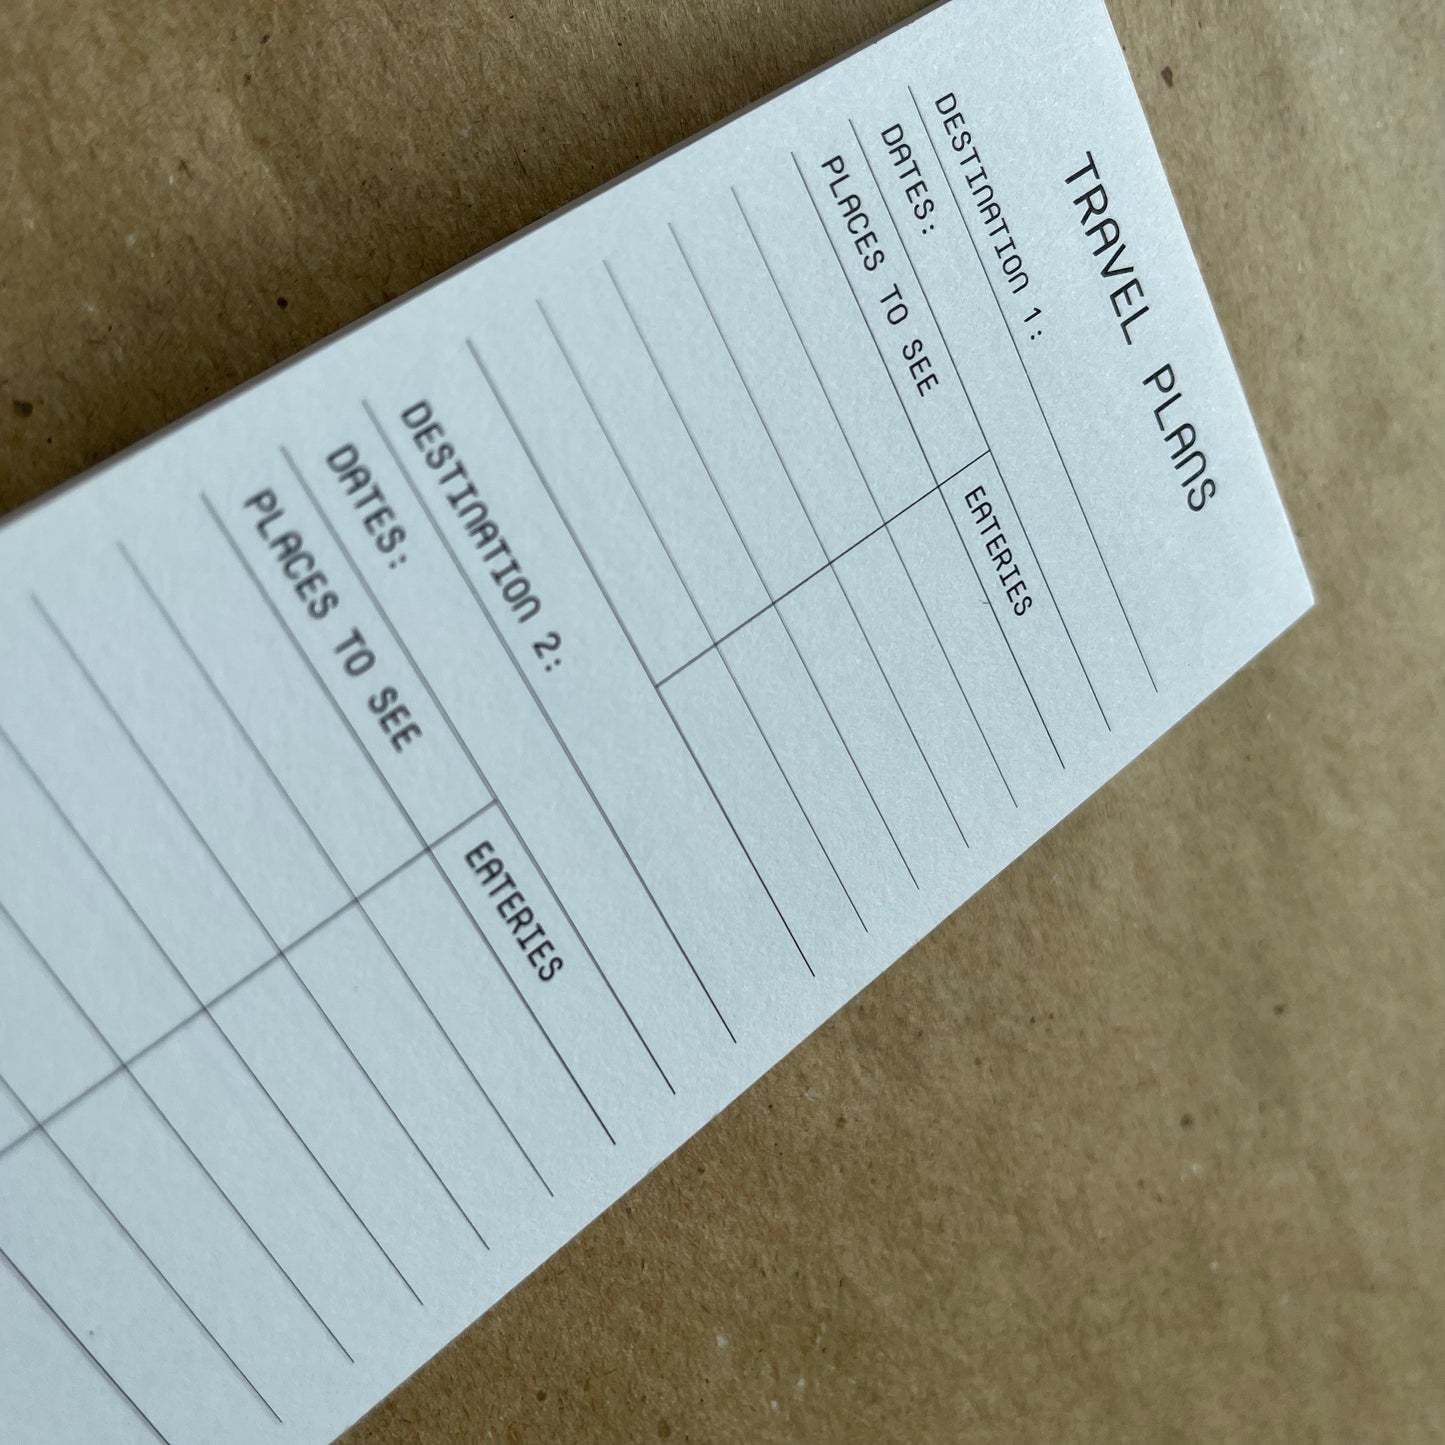 TRAVEL PLANS
DESTINATION 1:
DATES:
PLACES TO SEE EATERIES
DESTINATION 2:
DATES:
PLACES TO SEE EATERIES